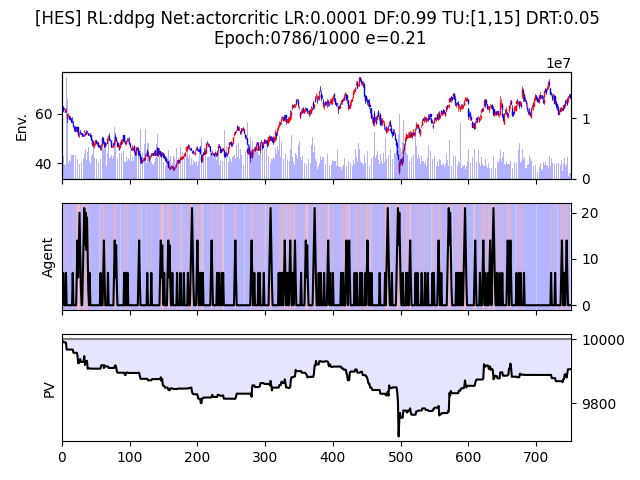 [HES] RL:ddpg Net:actorcritic LR:0.0001 DF:0.99 TU:[1,15] DRT:0.05
Epoch:0786/1000 e=0.21
1e7
Env.
60
40
1
0
Agent
20
10
0
PV
10000
9800
0 100 200 300 400 500 600 700